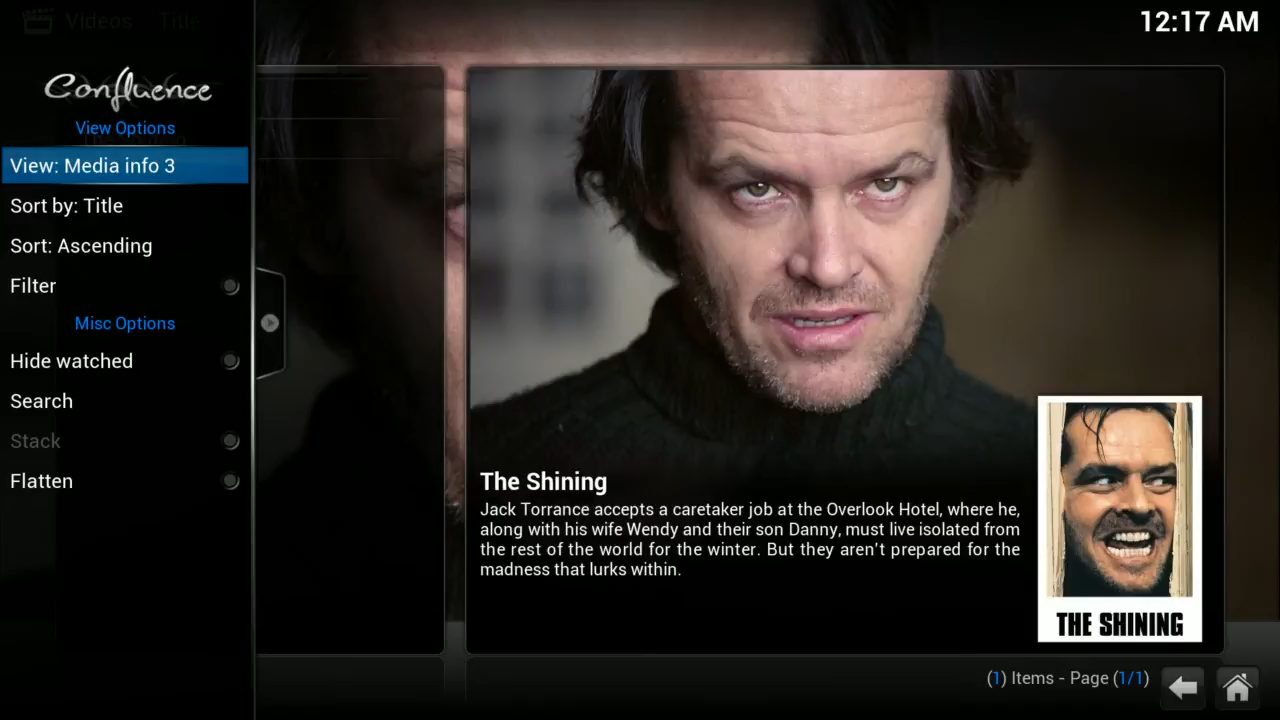 Videos Title
12:17 AM
Confluence
View Options
View: Media info 3
Sort by: Title
Sort: Ascending
Filter
Misc Options
Hide watched
Search
Stack
Flatten
The Shining
Jack Torrance accepts a caretaker job at the Overlook Hotel, where he,
along with his wife Wendy and their son Danny, must live isolated from
the rest of the world for the winter. But they aren't prepared for the
madness that lurks within.
THE SHINING
(1) Items - Page (1/1)